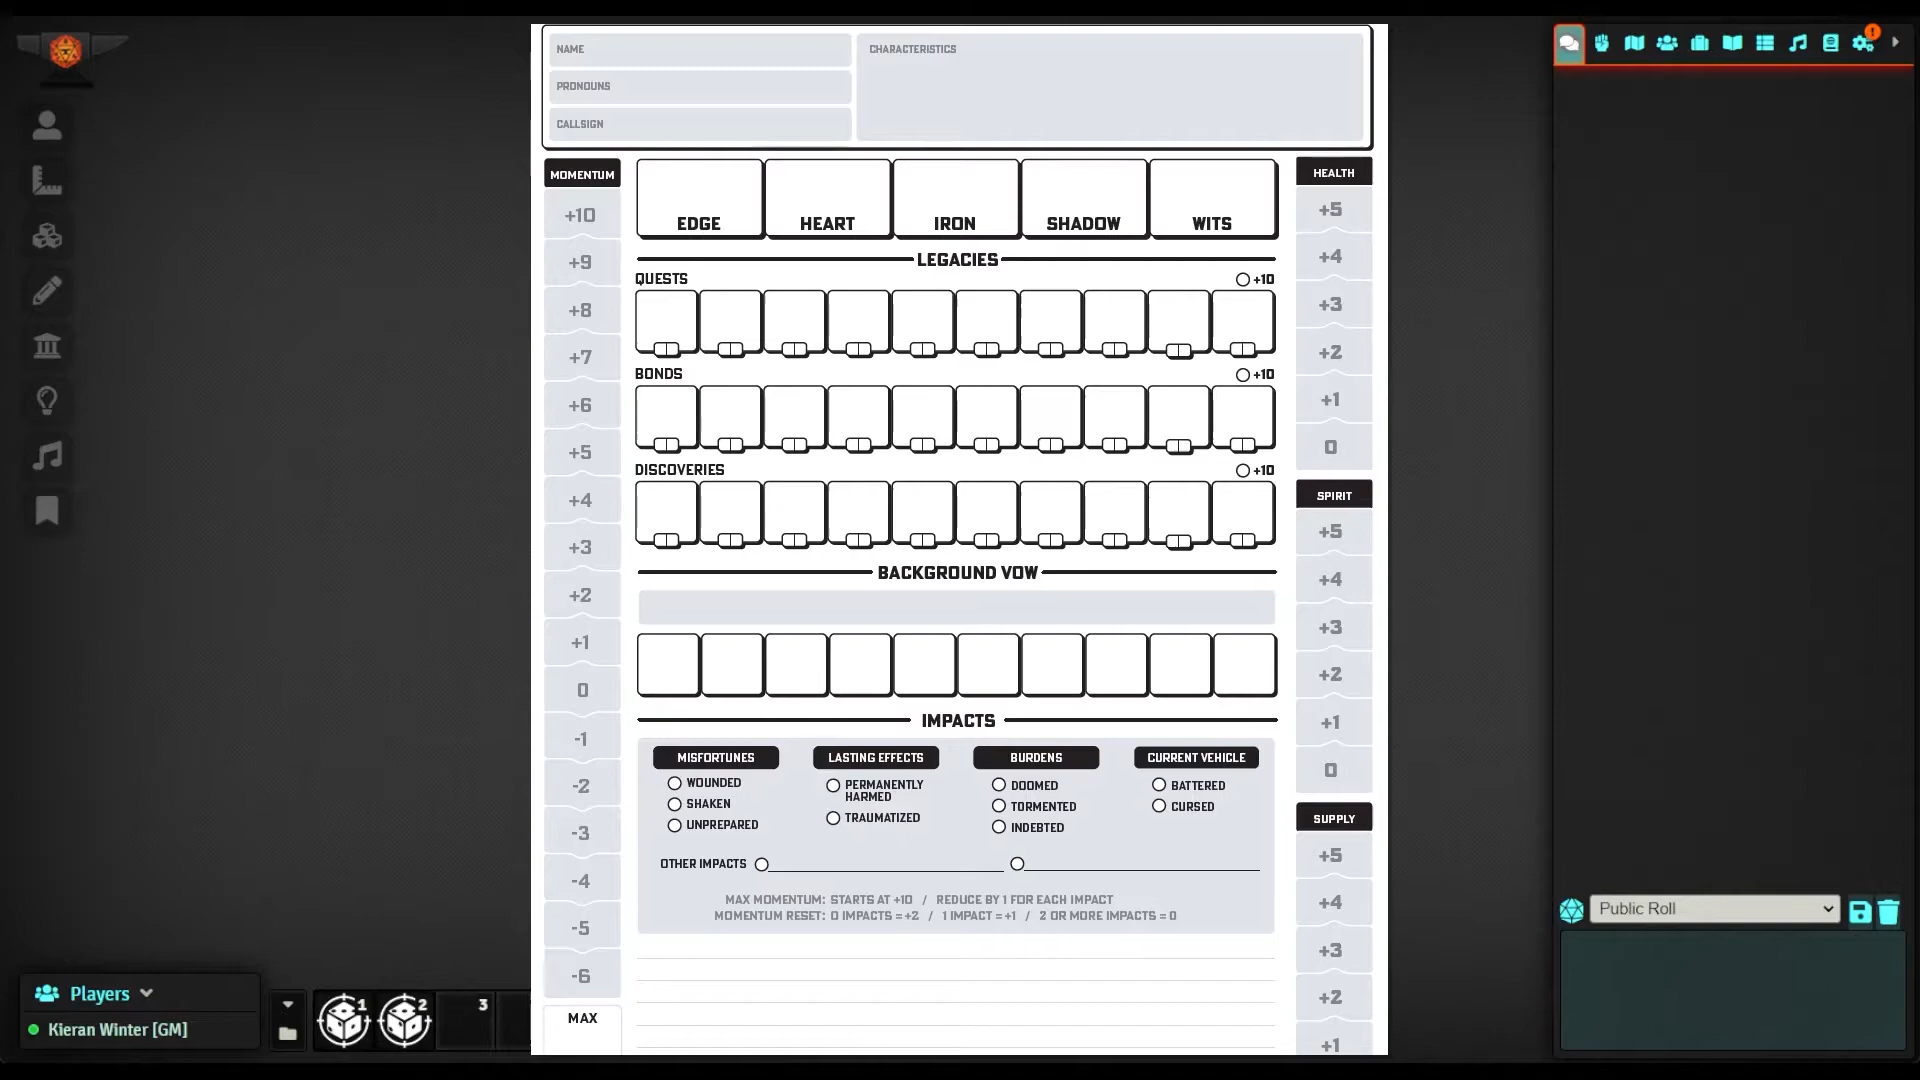 NAME
PRONOUNS
CALLSIGN
CHARACTERISTICS
MOMENTUM
+10
+9
+8
+7
+6
+5
+4
+3
+2
+1
0
-1
-2
-3
-4
-5
-6
MAX
EDGE
HEART
IRON
SHADOW
WITS
LEGACIES
QUESTS
+10
BONDS
+10
DISCOVERIES
+10
BACKGROUND VOW
IMPACTS
MISFORTUNES
WOUNDED
SHAKEN
UNPREPARED
LASTING EFFECTS
PERMANENTLY
HARMED
TRAUMATIZED
BURDENS
DOOMED
TORMENTED
INDEBTED
CURRENT VEHICLE
BATTERED
CURSED
OTHER IMPACTS
MAX MOMENTUM: STARTS AT +10 / REDUCE BY 1 FOR EACH IMPACT
MOMENTUM RESET: 0 IMPACTS = +2 / 1 IMPACT = +1 / 2 OR MORE IMPACTS = 0
HEALTH
+5
+4
+3
+2
+1
0
SPIRIT
+5
+4
+3
+2
+1
0
SUPPLY
+5
+4
+3
+2
+1
Players
Kieran Winter [GM]
1
2
3
!
Public Roll